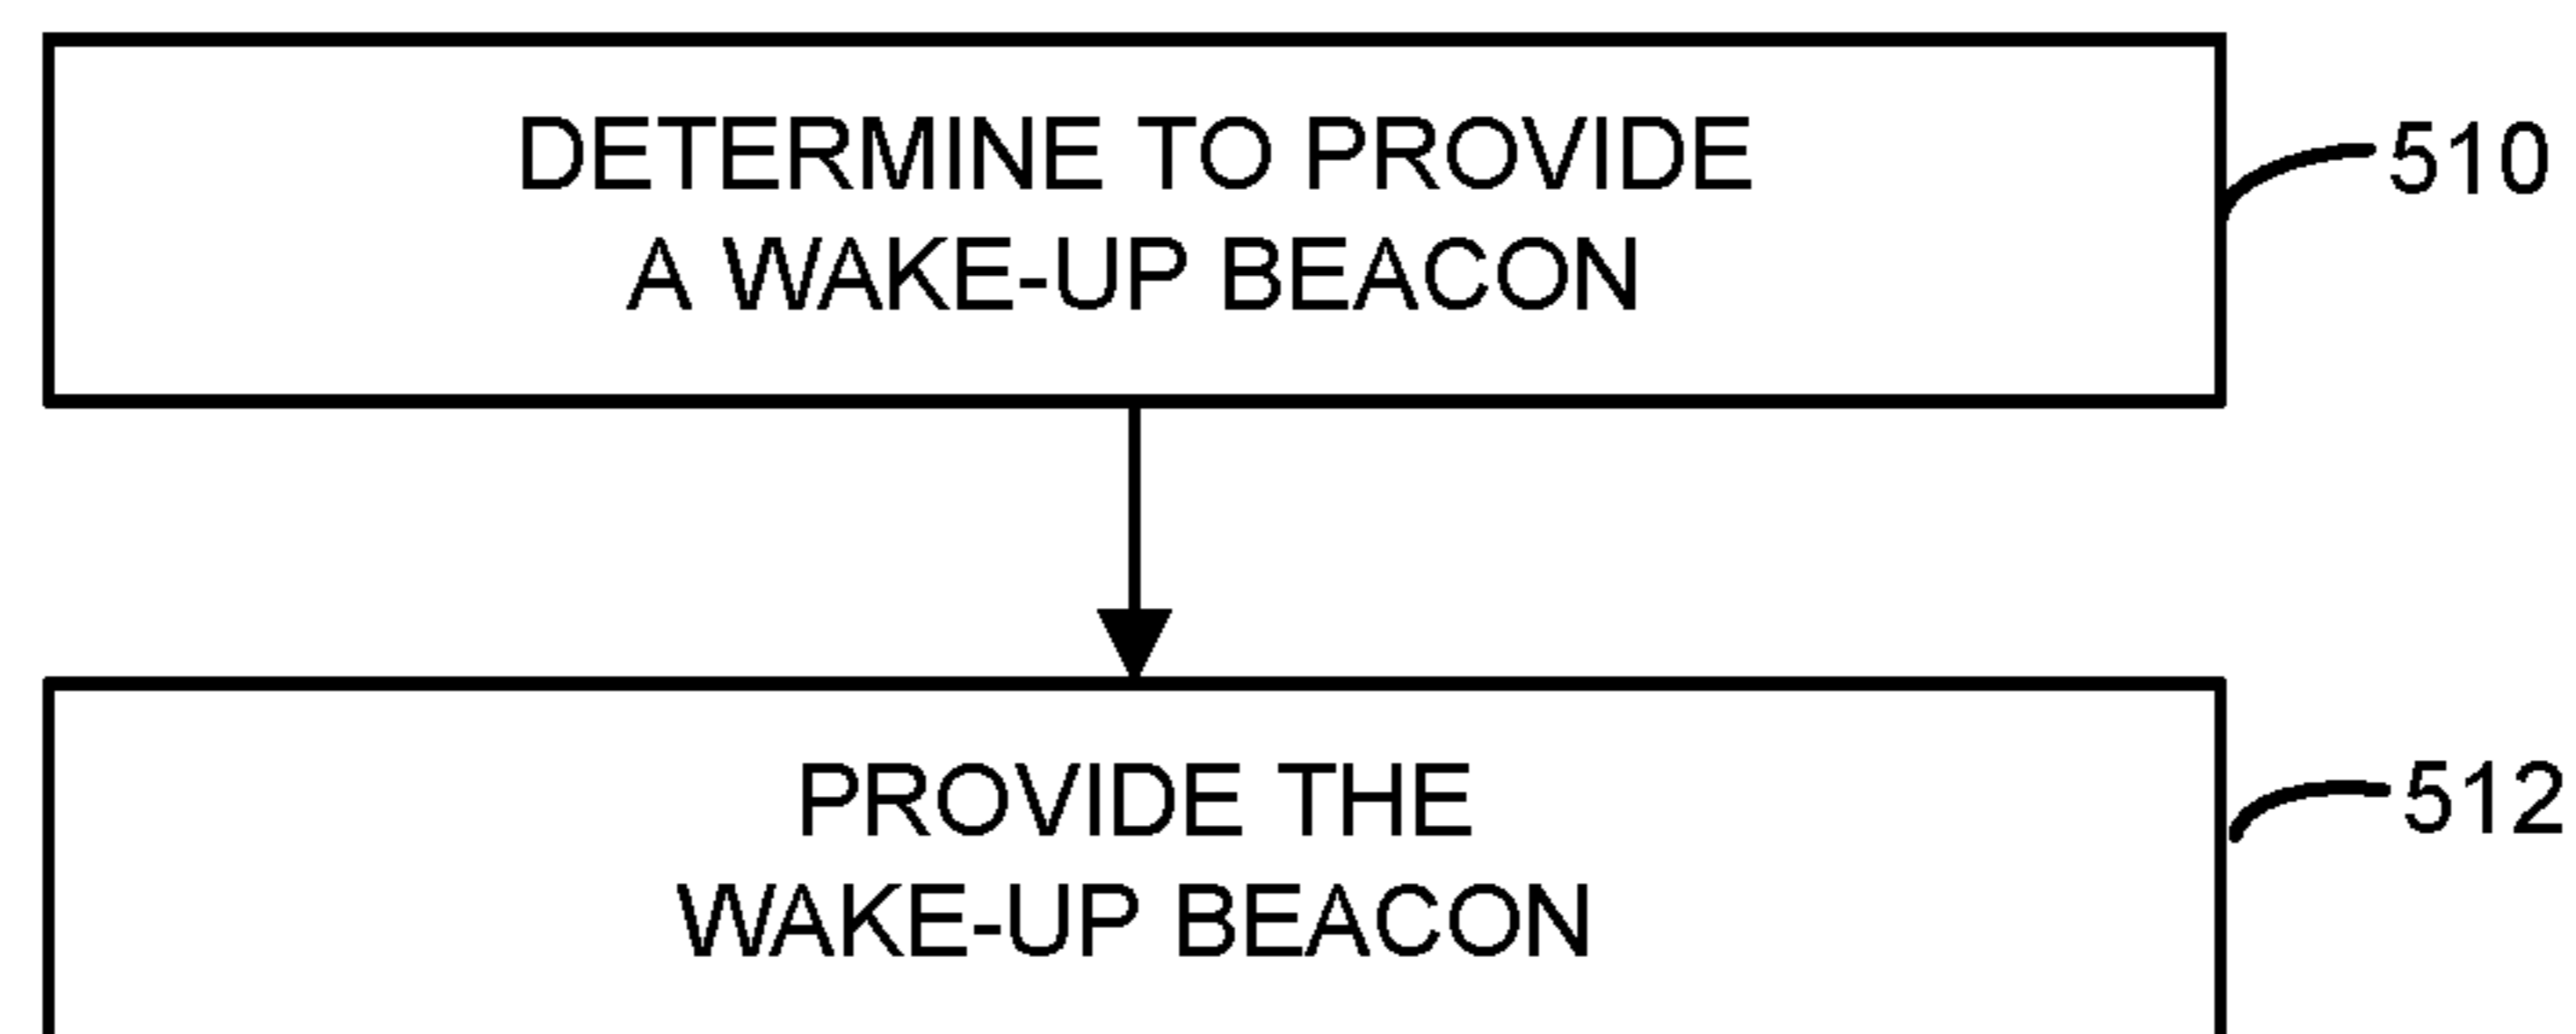 DETERMINE TO PROVIDE
A WAKE-UP BEACON
510
PROVIDE THE
WAKE-UP BEACON
512